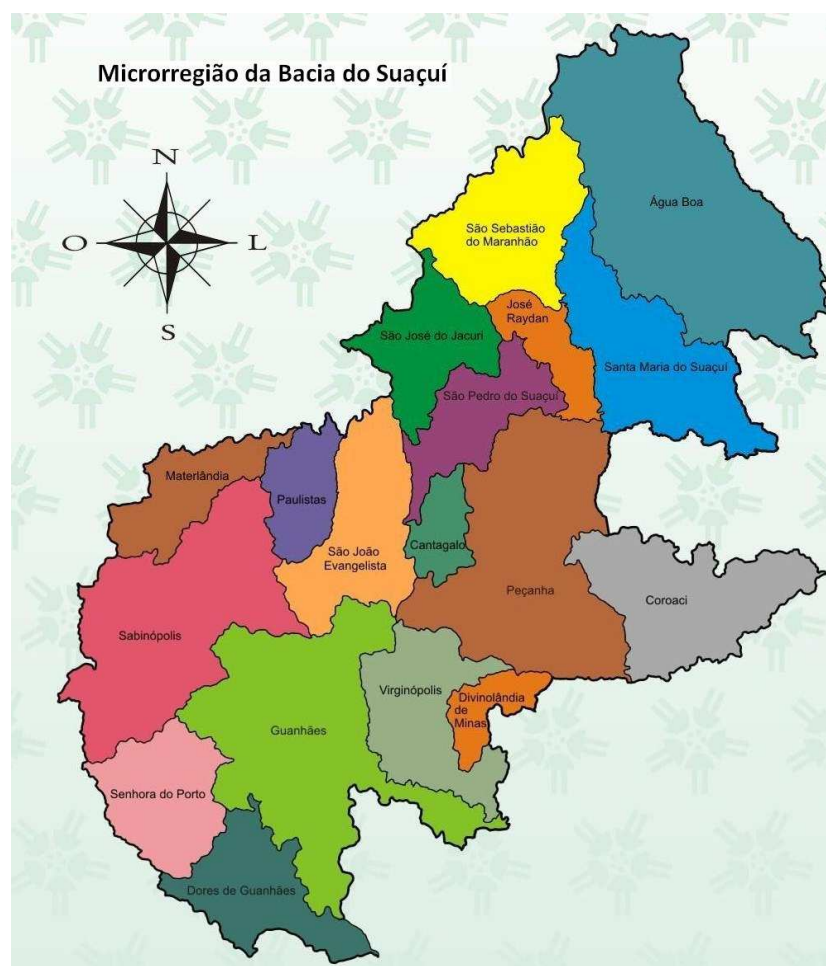 Microrregião da Bacia do Suaçuí
N
O
L
S
Água Boa
São Sebastião
do Maranhão
José
Raydan
São José do Jacuri
Santa Maria do Suaçuí
São Pedro do Suaçuí
Materlândia
Paulistas
São João
Evangelista
Cantagalo
Peçanha
Coroaci
Sabinópolis
Virginópolis
Divinolândia
de
Minas
Guanhães
Senhora do Porto
Dores de Guanhães